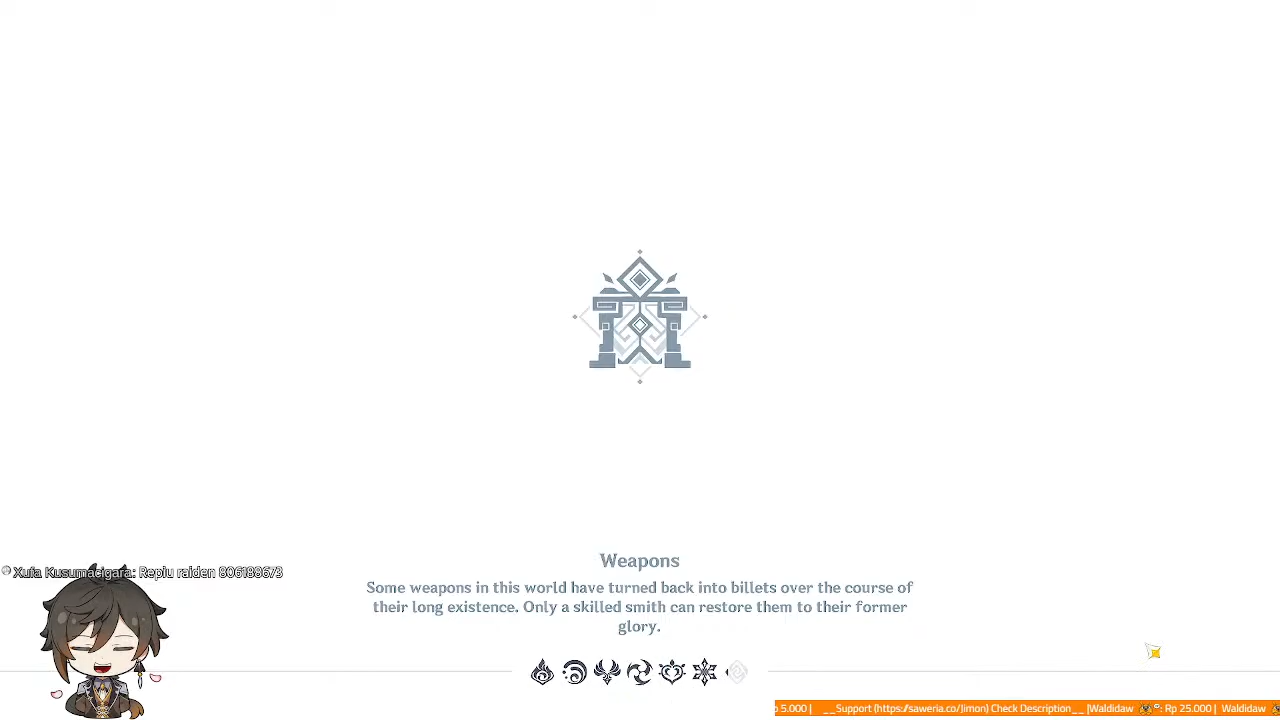 Weapons
Xufa Kusumacigara: Repiu raiden 806188673
Some weapons in this world have turned back into billets over the course of
their long existence. Only a skilled smith can restore them to their former
glory.
5.000 | __Support (https://saweria.co/Jimon) Check Description__ [Waldidaw : Rp 25.000 | Waldidaw